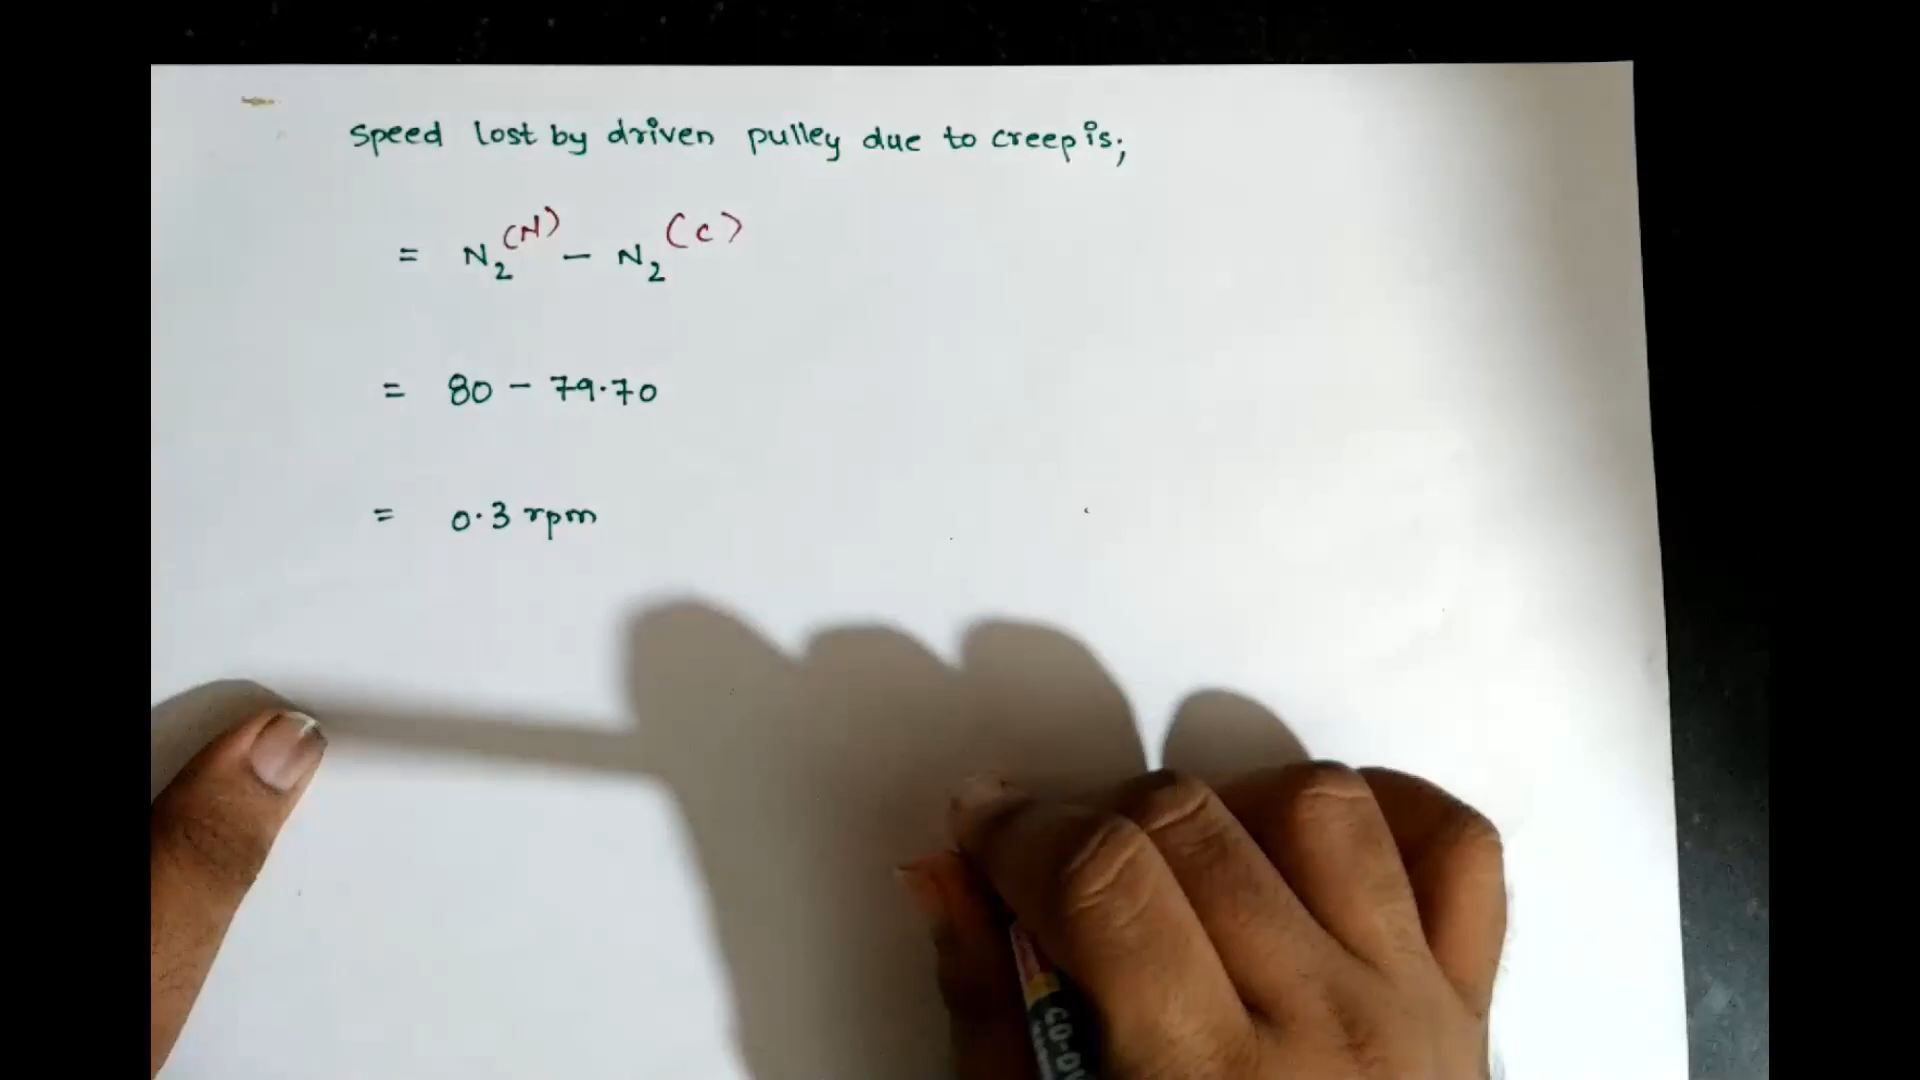 Speed lost by driven pulley due to creep is;
= N₂⁽ᴺ⁾ - N₂⁽ᶜ⁾
= 80 - 79.70
= 0.3 rpm